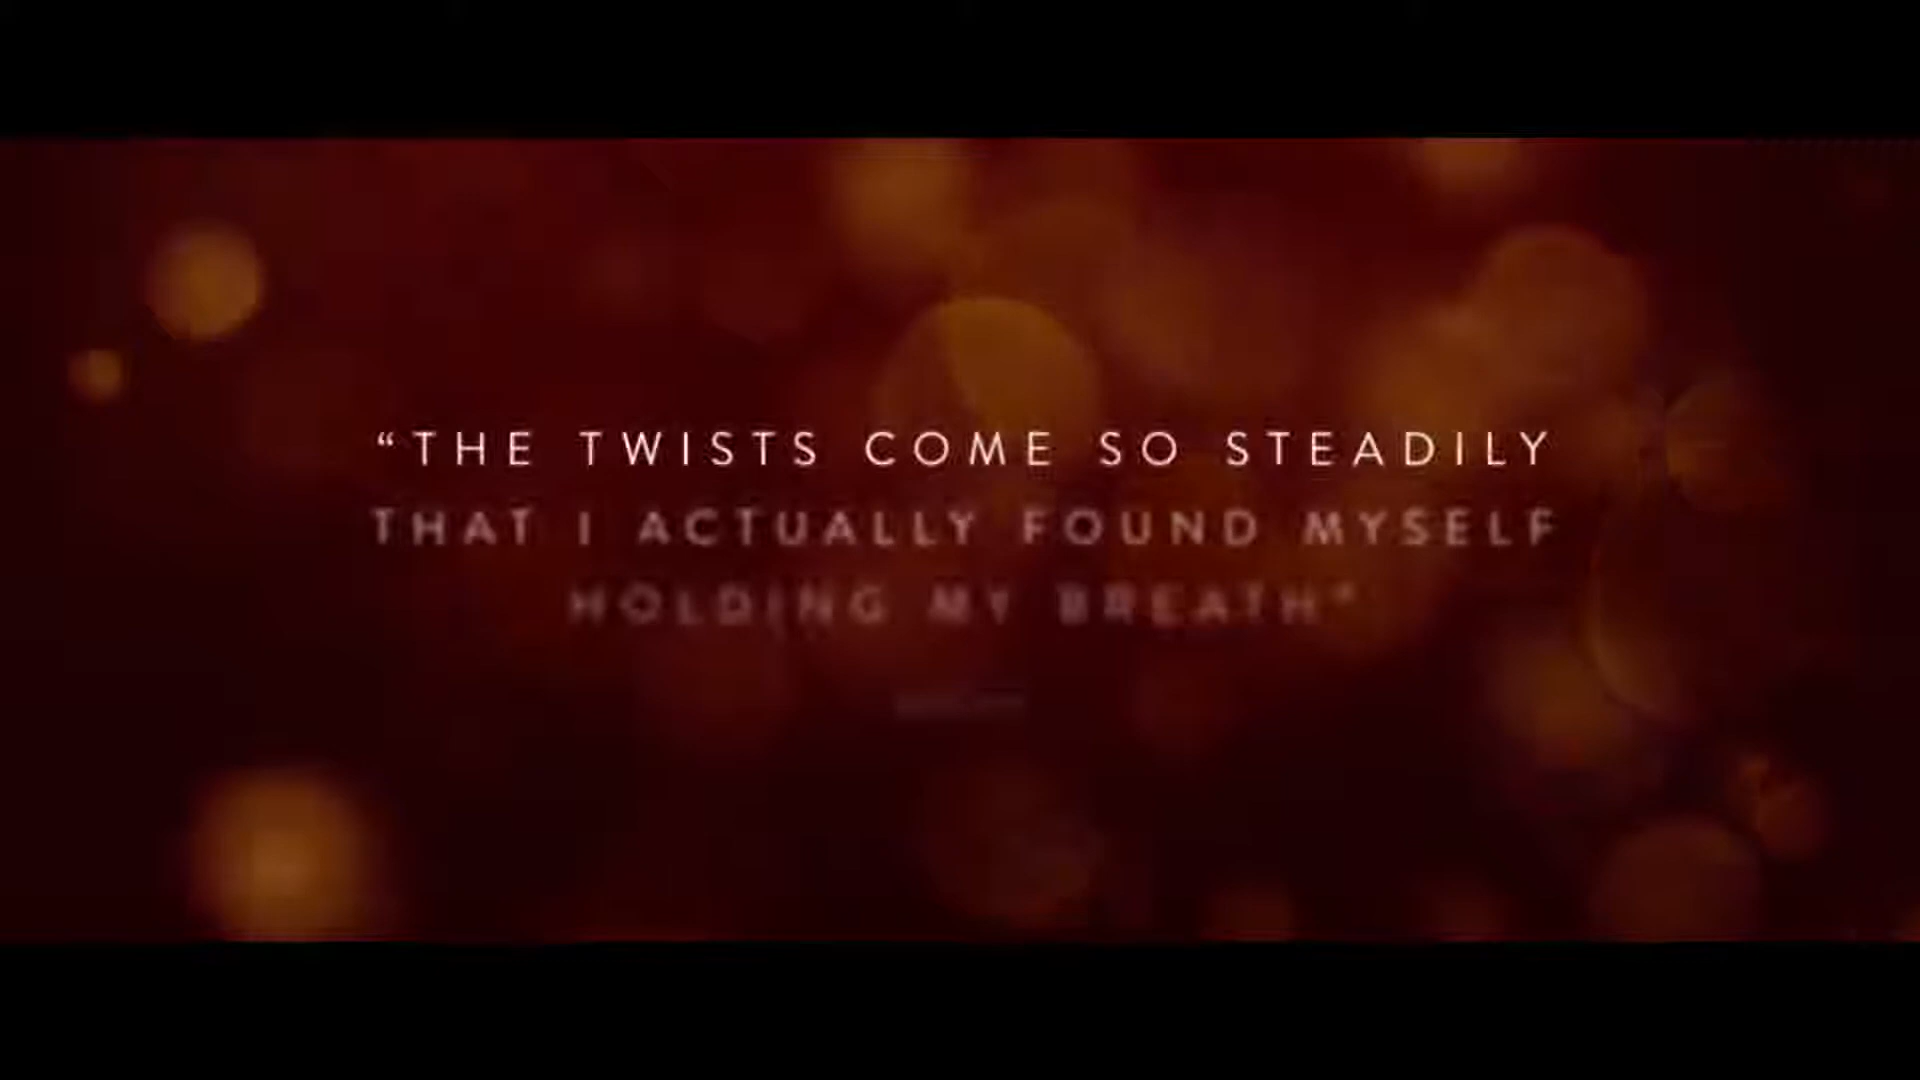 “THE TWISTS COME SO STEADILY
THAT I ACTUALLY FOUND MYSELF
HOLDING MY BREATH”